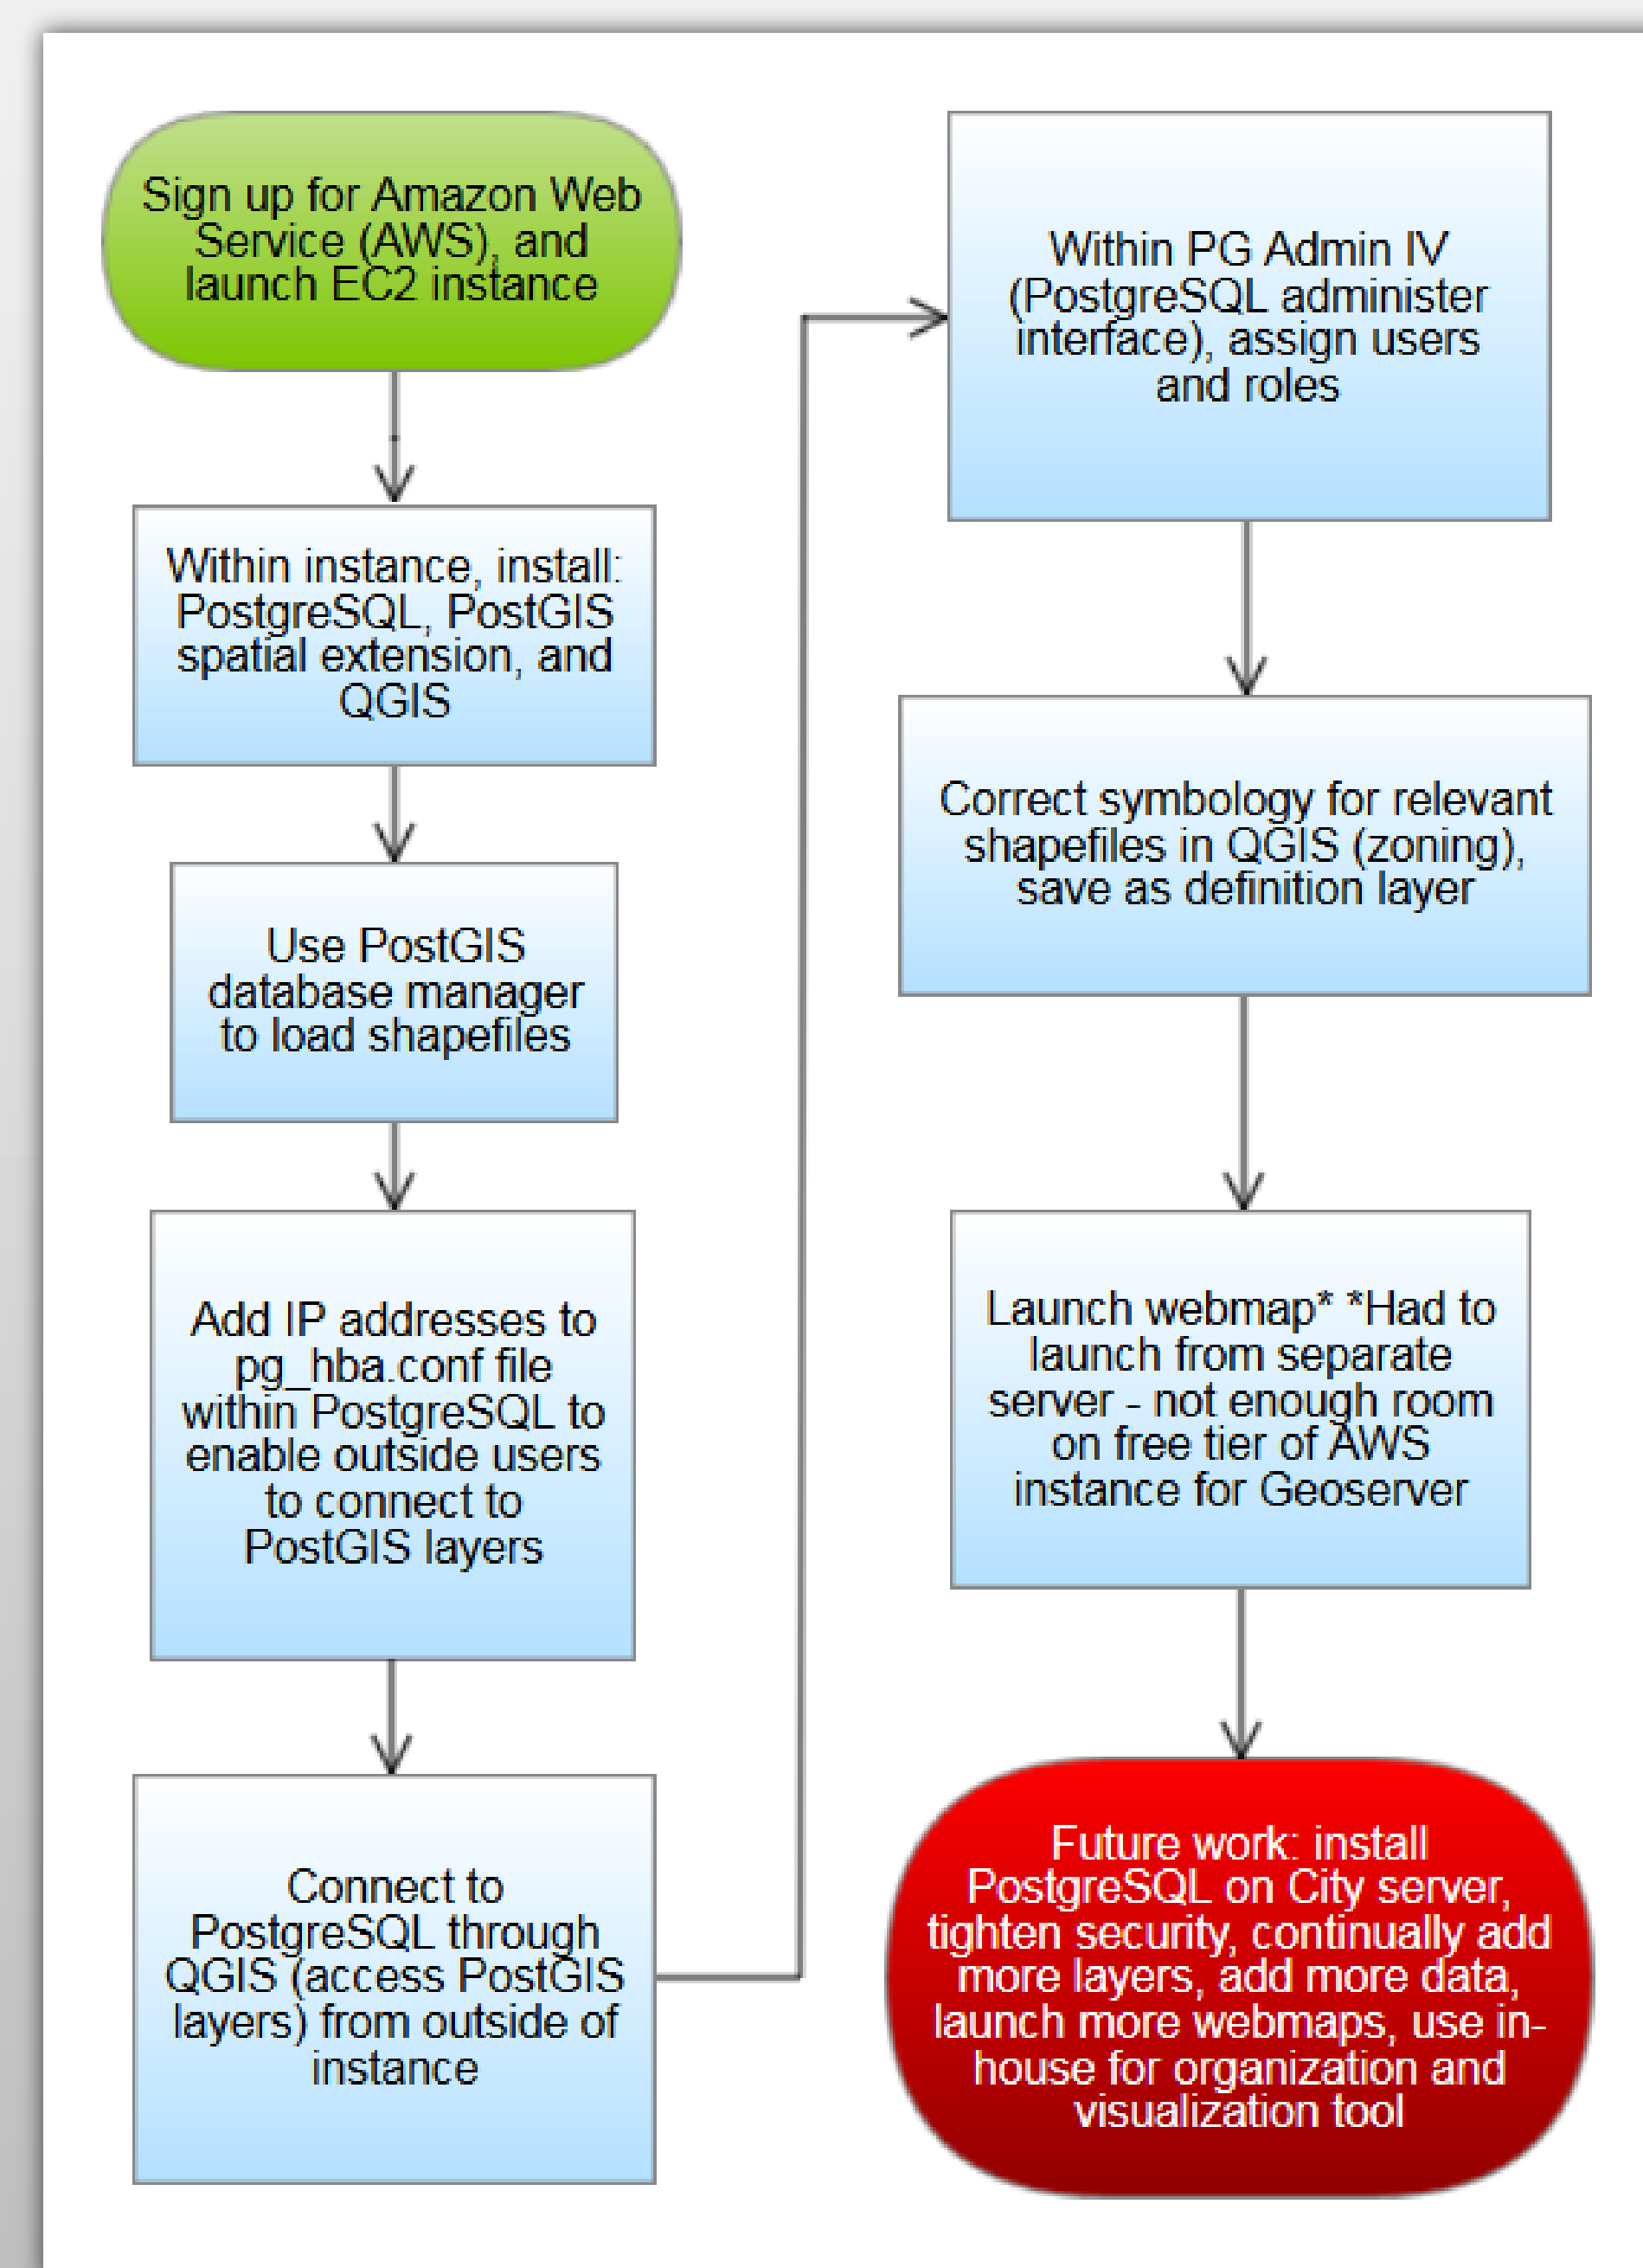 Sign up for Amazon Web
Service (AWS), and
launch EC2 instance
Within instance, install:
PostgreSQL, PostGIS
spatial extension, and
QGIS
Use PostGIS
database manager
to load shapefiles
Add IP addresses to
pg_hba.conf file
within PostgreSQL to
enable outside users
to connect to
PostGIS layers
Connect to
PostgreSQL through
QGIS (access PostGIS
layers) from outside of
instance
Within PG Admin IV
(PostgreSQL administer
interface), assign users
and roles
Correct symbology for relevant
shapefiles in QGIS (zoning),
save as definition layer
Launch webmap* *Had to
launch from separate
server - not enough room
on free tier of AWS
instance for Geoserver
Future work: install
PostgreSQL on City server,
tighten security, continually add
more layers, add more data,
launch more webmaps, use in-
house for organization and
visualization tool